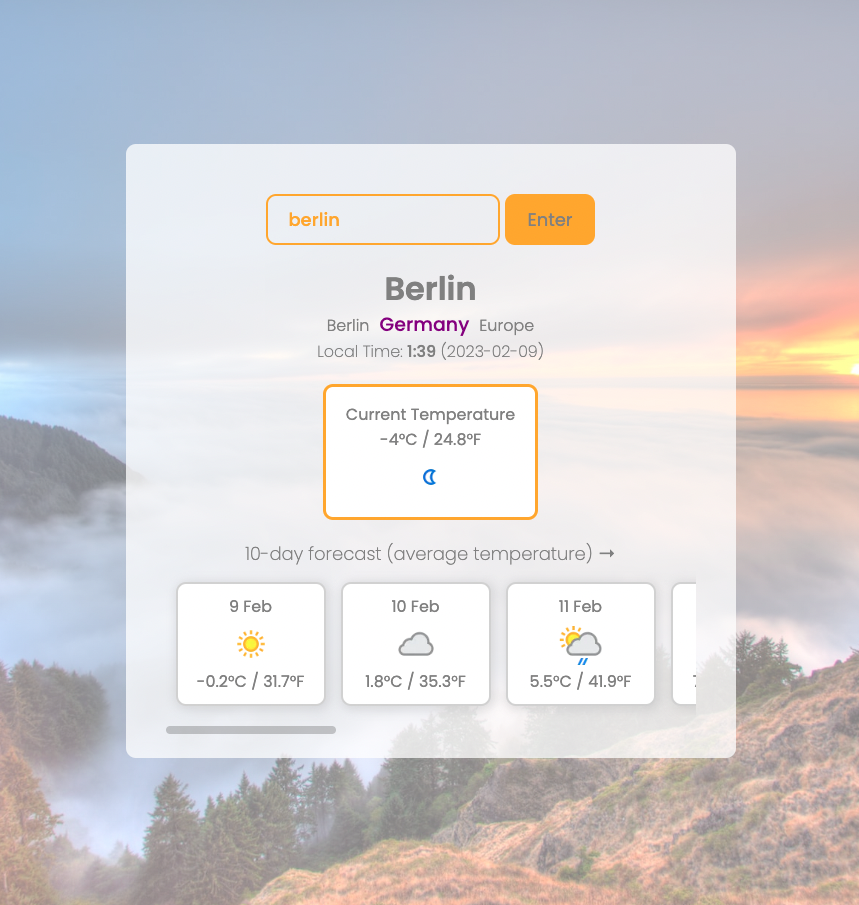 berlin Enter
Berlin
Berlin Germany Europe
Local Time: 1:39 (2023-02-09)
Current Temperature
-4°C / 24.8°F
10-day forecast (average temperature) →
9 Feb 10 Feb 11 Feb
-0.2°C / 31.7°F 1.8°C / 35.3°F 5.5°C / 41.9°F